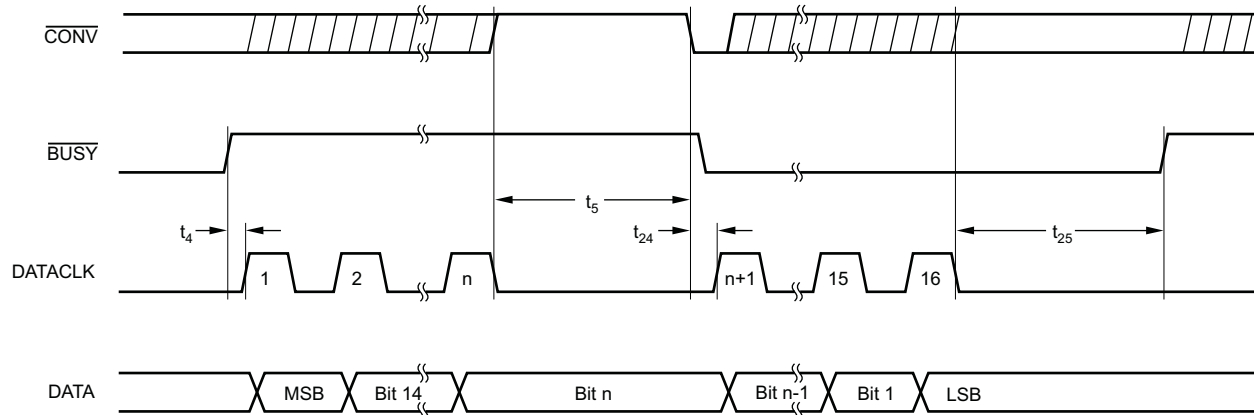 CONV
BUSY
t5
t4
t24
t25
DATACLK
1
2
n
n+1
15
16
DATA
MSB
Bit 14
Bit n
Bit n-1
Bit 1
LSB